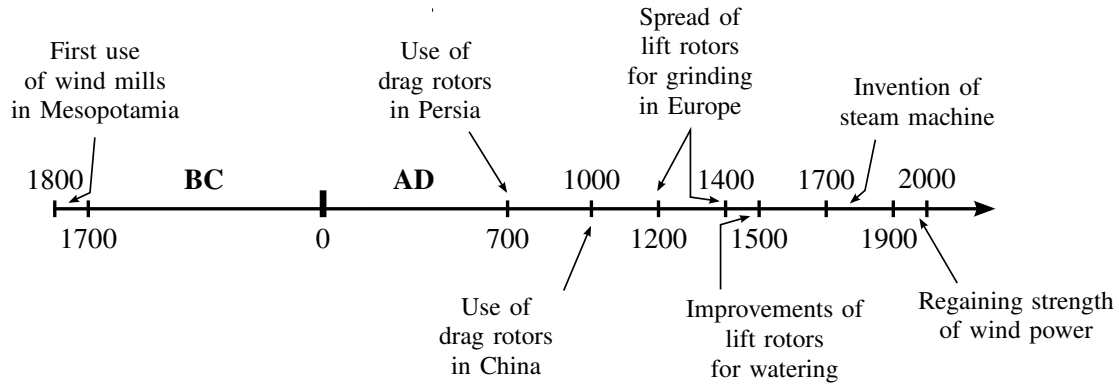 First use
of wind mills
in Mesopotamia
Use of
drag rotors
in Persia
Spread of
lift rotors
for grinding
in Europe
Invention of
steam machine
1800 BC AD 1000 1400 1700 2000
1700 0 700 1200 1500 1900
Use of
drag rotors
in China
Improvements of
lift rotors
for watering
Regaining strength
of wind power